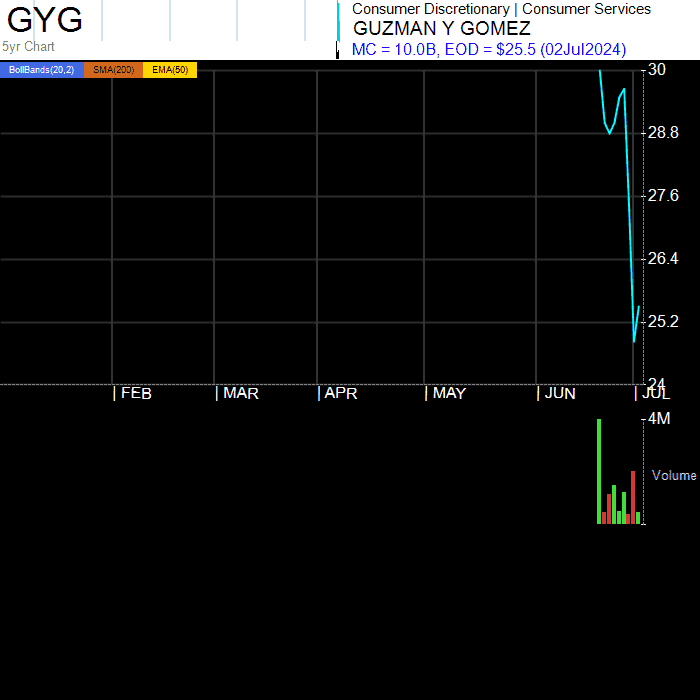 GYG
5yr Chart
Consumer Discretionary | Consumer Services
GUZMAN Y GOMEZ
MC = 10.0B, EOD = $25.5 (02Jul2024)
BollBands(20,2) SMA(200) EMA(50)
30
28.8
27.6
26.4
25.2
24
FEB MAR APR MAY JUN JUL
4M
Volume